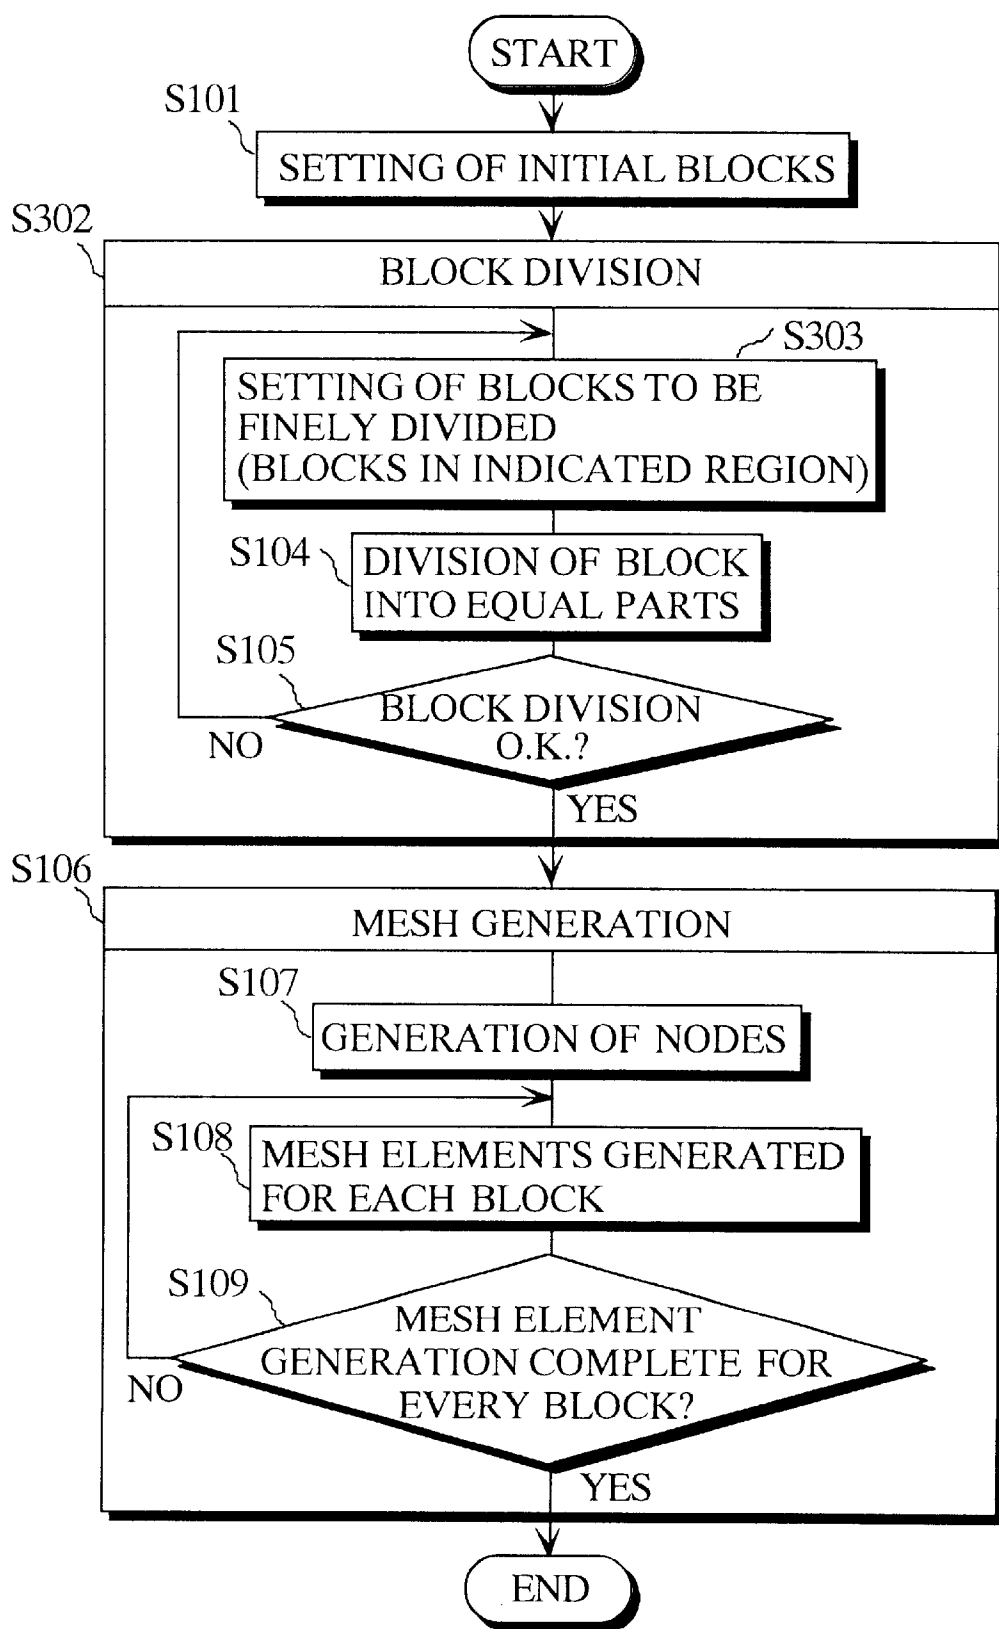 START
S101
SETTING OF INITIAL BLOCKS
S302
BLOCK DIVISION
S303
SETTING OF BLOCKS TO BE
FINELY DIVIDED
(BLOCKS IN INDICATED REGION)
S104
DIVISION OF BLOCK
INTO EQUAL PARTS
S105
BLOCK DIVISION
O.K.?
NO
YES
S106
MESH GENERATION
S107
GENERATION OF NODES
S108
MESH ELEMENTS GENERATED
FOR EACH BLOCK
S109
MESH ELEMENT
GENERATION COMPLETE FOR
EVERY BLOCK?
NO
YES
END